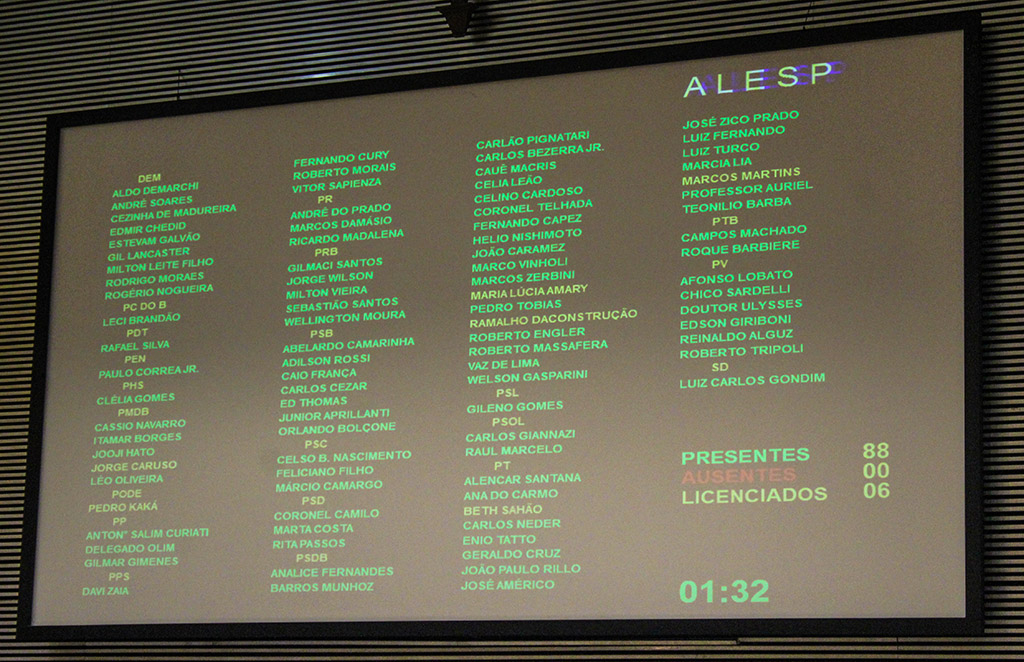 ALESP
DEM
ALDO DEMARCHI
ANDRÉ SOARES
CEZINHA DE MADUREIRA
EDMIR CHEDID
ESTEVAM GALVÃO
GIL LANCASTER
MILTON LEITE FILHO
RODRIGO MORAES
ROGÉRIO NOGUEIRA
PC DO B
LECI BRANDÃO
PDT
RAFAEL SILVA
PEN
PAULO CORREA JR.
PHS
CLÉLIA GOMES
PMDB
CASSIO NAVARRO
ITAMAR BORGES
JOOJI HATO
JORGE CARUSO
LÉO OLIVEIRA
PODE
PEDRO KAKÁ
PP
ANTON° SALIM CURIATI
DELEGADO OLIM
GILMAR GIMENES
PPS
DAVI ZAIA
FERNANDO CURY
ROBERTO MORAIS
VITOR SAPIENZA
PR
ANDRÉ DO PRADO
MARCOS DAMÁSIO
RICARDO MADALENA
PRB
GILMACI SANTOS
JORGE WILSON
MILTON VIEIRA
SEBASTIÃO SANTOS
WELLINGTON MOURA
PSB
ABELARDO CAMARINHA
ADILSON ROSSI
CAIO FRANÇA
CARLOS CEZAR
ED THOMAS
JUNIOR APRILLANTI
ORLANDO BOLÇONE
PSC
CELSO B. NASCIMENTO
FELICIANO FILHO
MÁRCIO CAMARGO
PSD
CORONEL CAMILO
MARTA COSTA
RITA PASSOS
PSDB
ANALICE FERNANDES
BARROS MUNHOZ
CARLÃO PIGNATARI
CARLOS BEZERRA JR.
CAUÊ MACRIS
CELIA LEÃO
CELINO CARDOSO
CORONEL TELHADA
FERNANDO CAPEZ
HELIO NISHIMOTO
JOÃO CARAMEZ
MARCO VINHOLI
MARCOS ZERBINI
MARIA LÚCIA AMARY
PEDRO TOBIAS
RAMALHO DACONSTRUÇÃO
ROBERTO ENGLER
ROBERTO MASSAFERA
VAZ DE LIMA
WELSON GASPARINI
PSL
GILENO GOMES
PSOL
CARLOS GIANNAZI
RAUL MARCELO
PT
ALENCAR SANTANA
ANA DO CARMO
BETH SAHÃO
CARLOS NEDER
ENIO TATTO
GERALDO CRUZ
JOÃO PAULO RILLO
JOSÉ AMÉRICO
JOSÉ ZICO PRADO
LUIZ FERNANDO
LUIZ TURCO
MARCIA LIA
MARCOS MARTINS
PROFESSOR AURIEL
TEONILIO BARBA
PTB
CAMPOS MACHADO
ROQUE BARBIERE
PV
AFONSO LOBATO
CHICO SARDELLI
DOUTOR ULYSSES
EDSON GIRIBONI
REINALDO ALGUZ
ROBERTO TRIPOLI
SD
LUIZ CARLOS GONDIM
PRESENTES 88
AUSENTES 00
LICENCIADOS 06
01:32